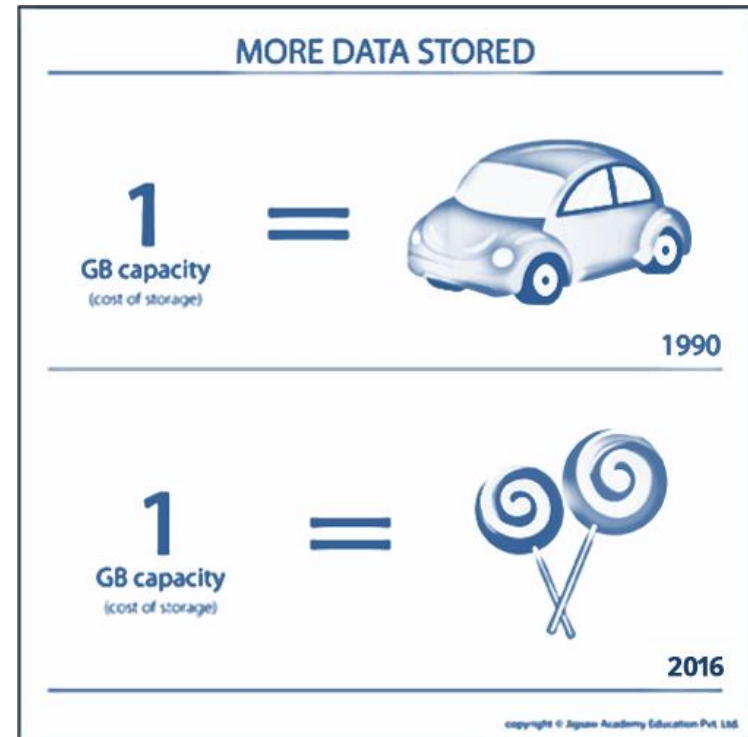 MORE DATA STORED
1
GB capacity
(cost of storage)
1990
1
GB capacity
(cost of storage)
2016
copyright © Jigsaw Academy Education Pvt. Ltd.